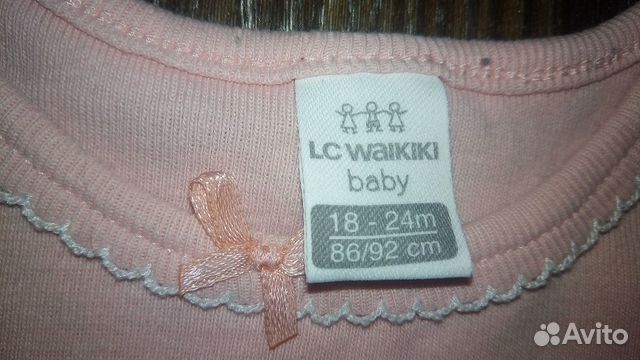 LC WAIKIKI
baby
18 - 24m
86/92 cm
Avito